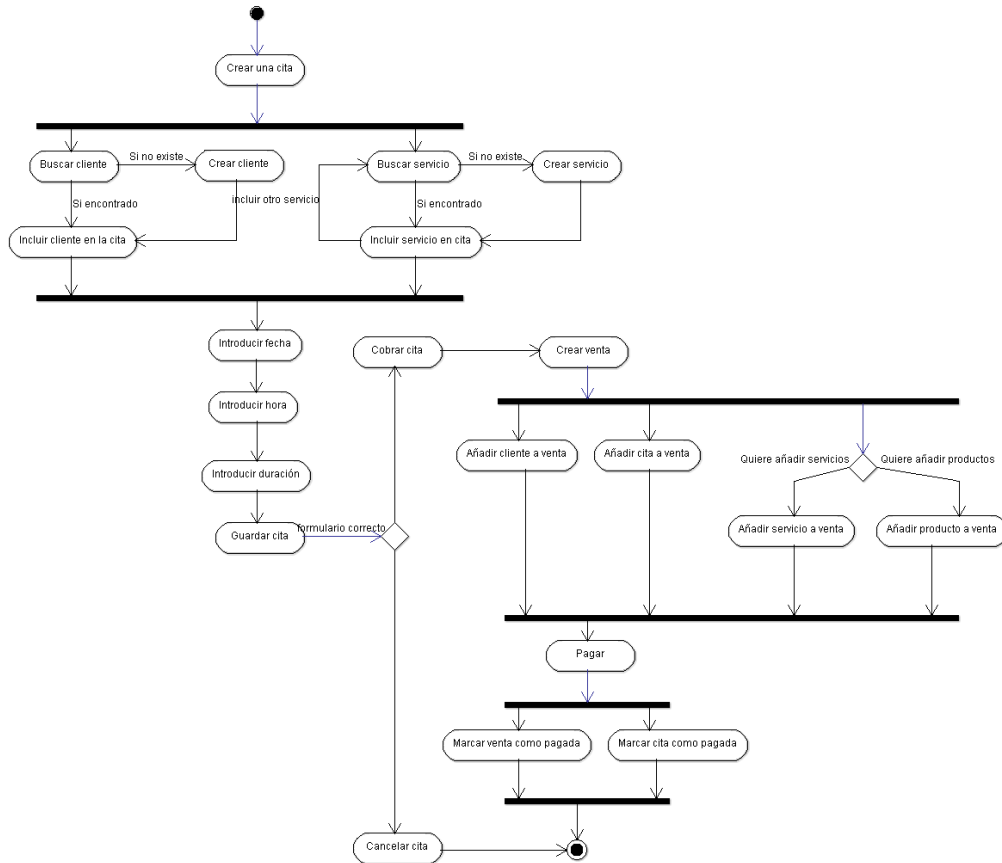 Crear una cita
Buscar cliente
Si no existe
Crear cliente
Buscar servicio
Si no existe
Crear servicio
Si encontrado
incluir otro servicio
Si encontrado
Incluir cliente en la cita
Incluir servicio en cita
Introducir fecha
Cobrar cita
Crear venta
Introducir hora
Añadir cliente a venta
Añadir cita a venta
Quiere añadir servicios
Quiere añadir productos
Introducir duración
formulario correcto
Guardar cita
Añadir servicio a venta
Añadir producto a venta
Pagar
Marcar venta como pagada
Marcar cita como pagada
Cancelar cita